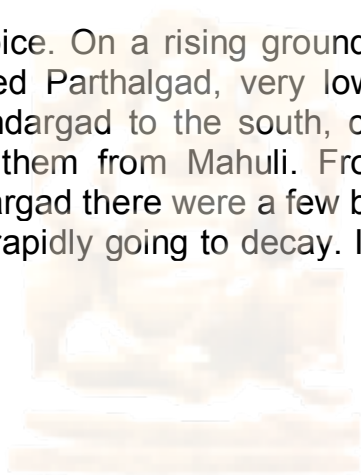 oice. On a rising ground
ed Parthalgad, very low
ndargad to the south, o
them from Mahuli. Fro
argad there were a few b
rapidly going to decay. I